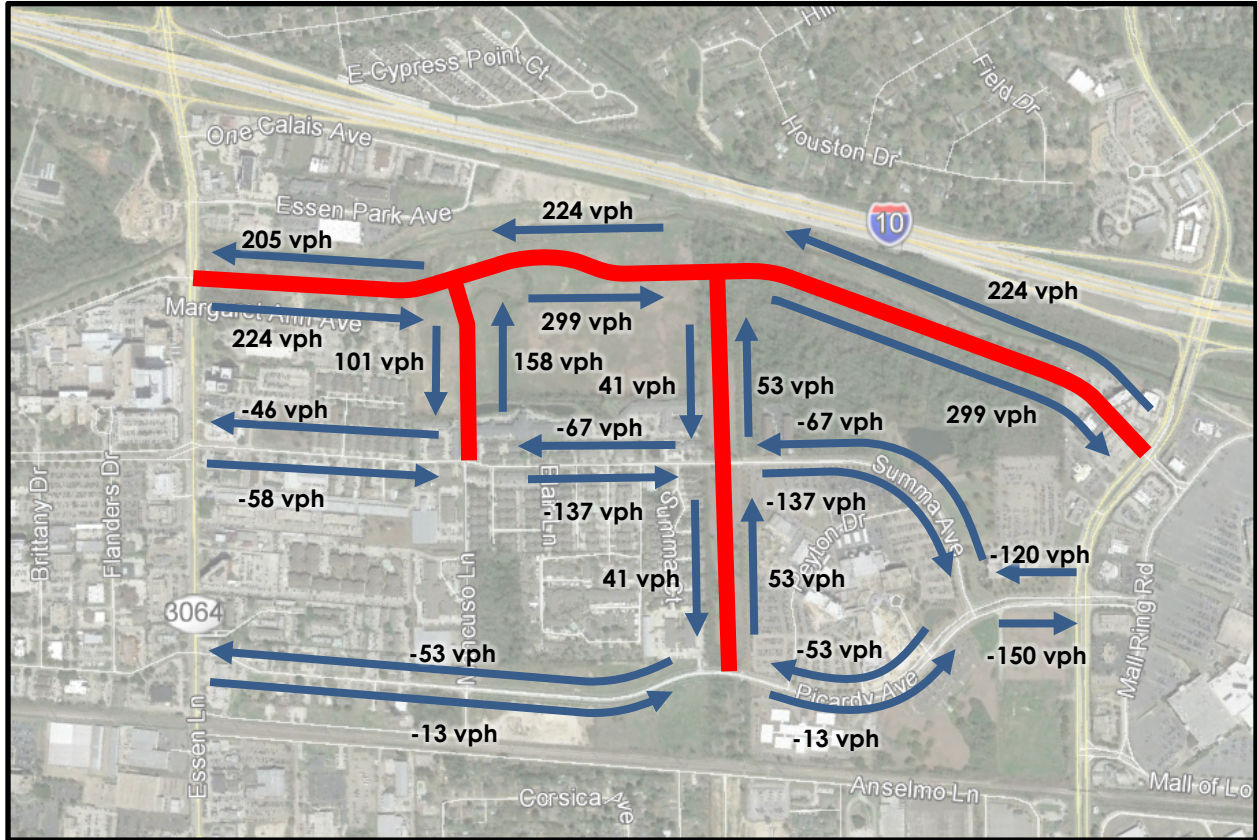 Hill
E Cypress Point Ct
Field Dr
One Calais Ave
Houston Dr
Essen Park Ave
224 vph
10
205 vph
224 vph
Margaret Ann Ave
299 vph
224 vph
101 vph
158 vph
41 vph
53 vph
299 vph
-46 vph
-67 vph
-67 vph
Brittany Dr
Flanders Dr
-58 vph
Elain Ln
-137 vph
Summa Ct
-137 vph
Summa Ave
-120 vph
3064
Mancuso Ln
41 vph
53 vph
Mall Ring Rd
-53 vph
-53 vph
-150 vph
Picardy Ave
Essen Ln
-13 vph
-13 vph
Anselmo Ln
Mall of Lo
Corsica Ave